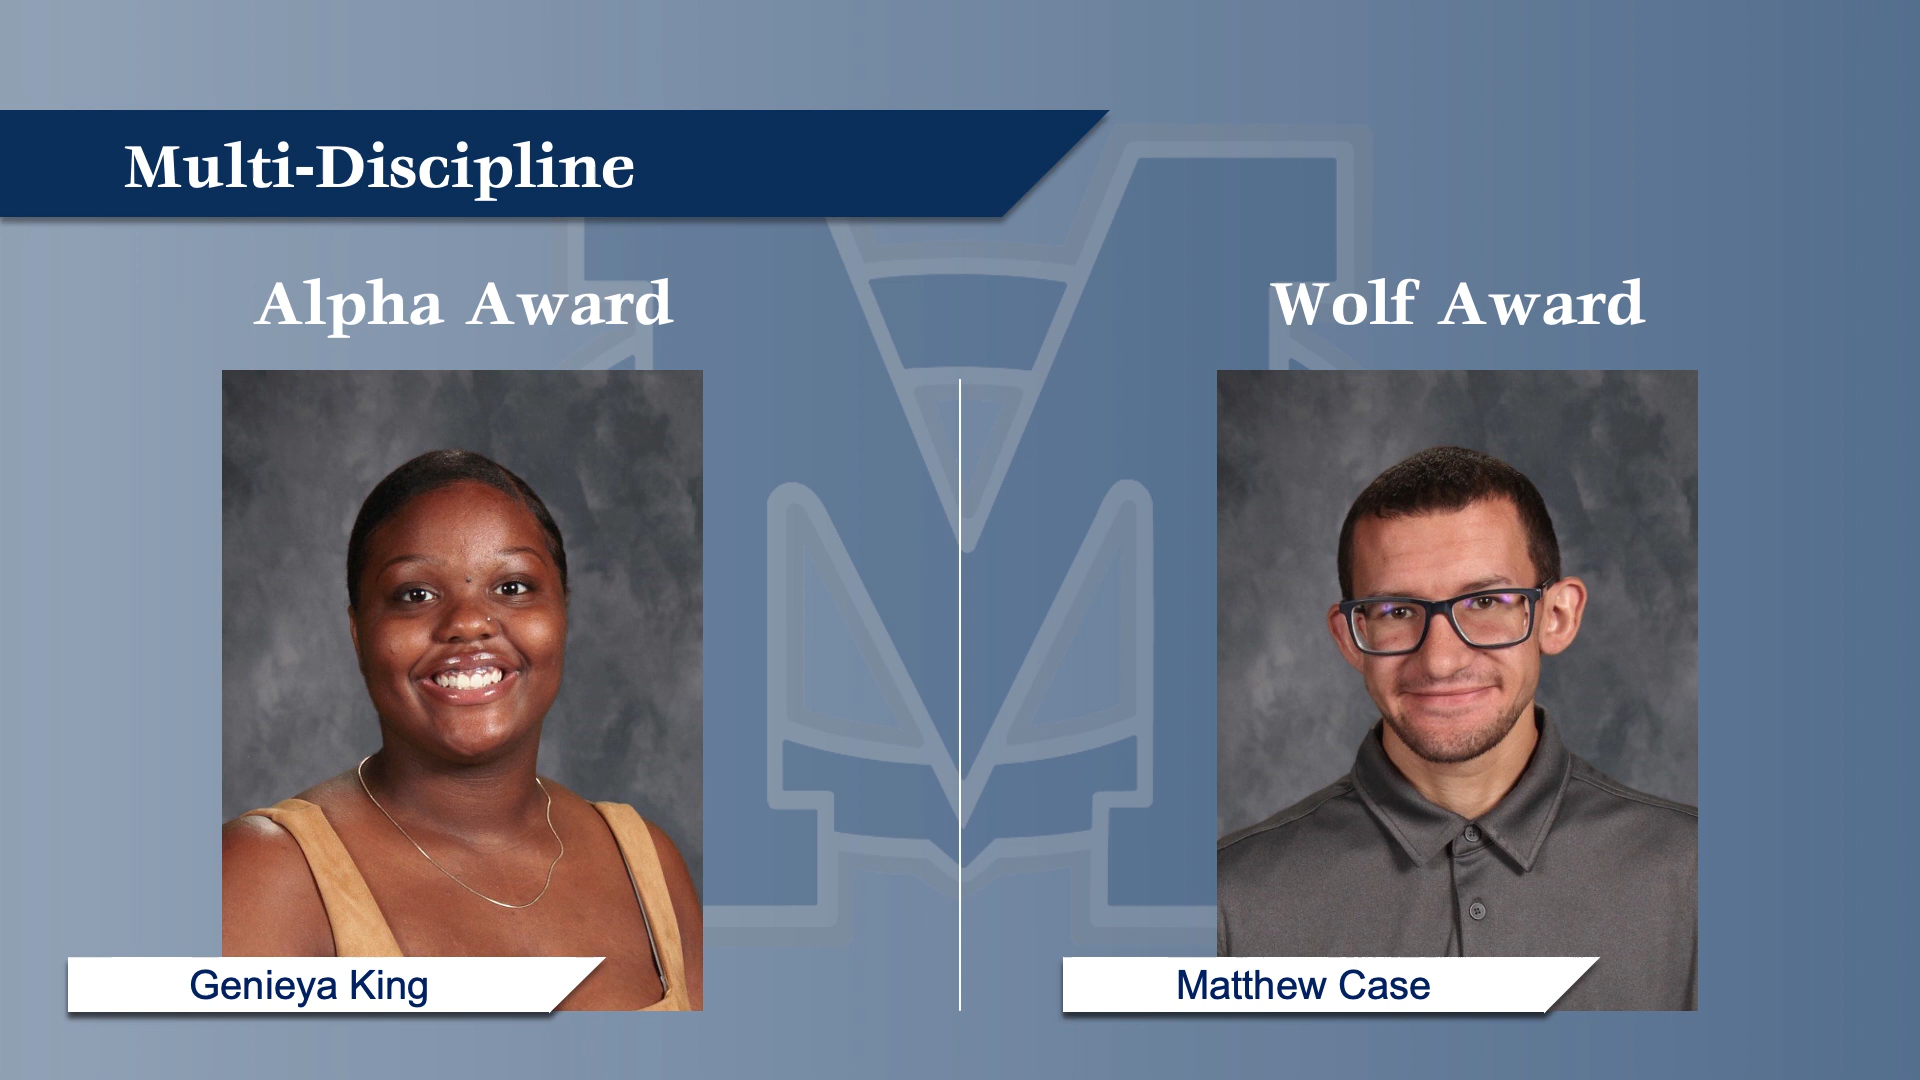 Multi-Discipline
Alpha Award
Wolf Award
Genieya King
Matthew Case